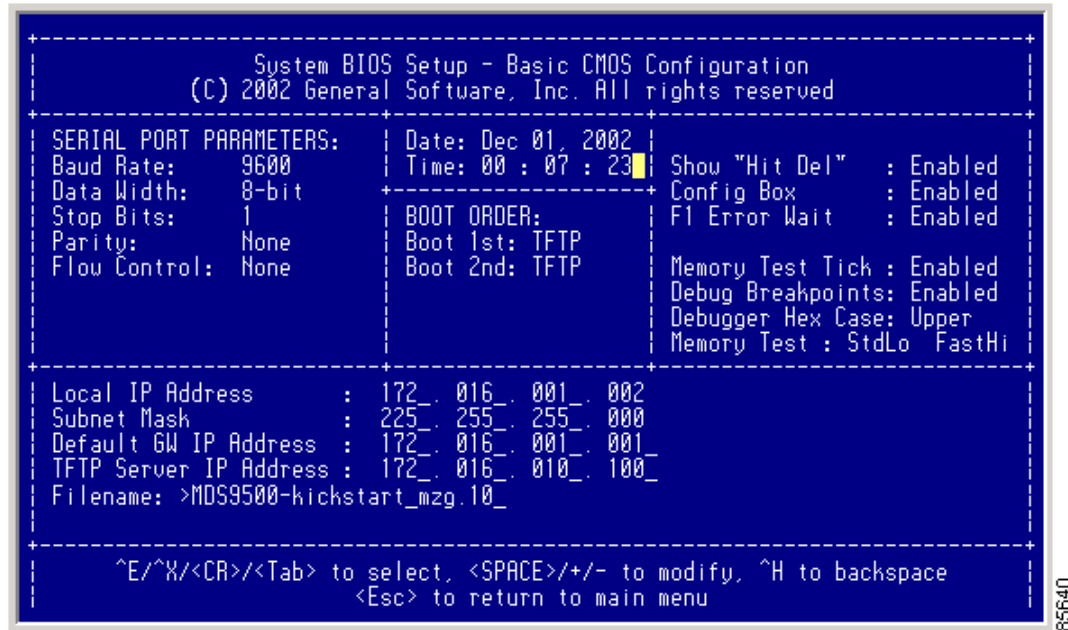 System BIOS Setup - Basic CMOS Configuration
(C) 2002 General Software, Inc. All rights reserved
SERIAL PORT PARAMETERS:
Baud Rate: 9600
Data Width: 8-bit
Stop Bits: 1
Parity: None
Flow Control: None
Date: Dec 01, 2002
Time: 00 : 07 : 23
BOOT ORDER:
Boot 1st: TFTP
Boot 2nd: TFTP
Show "Hit Del" : Enabled
Config Box : Enabled
F1 Error Wait : Enabled
Memory Test Tick : Enabled
Debug Breakpoints: Enabled
Debugger Hex Case: Upper
Memory Test : StdLo FastHi
Local IP Address : 172_. 016_. 001_. 002
Subnet Mask : 225_. 255_. 255_. 000
Default GW IP Address : 172_. 016_. 001_. 001_
TFTP Server IP Address : 172_. 016_. 010_. 100_
Filename: >MDS9500-kickstart_mzg.10_
^E/^X/<CR>/<Tab> to select, <SPACE>/+/- to modify, ^H to backspace
<Esc> to return to main menu
85640